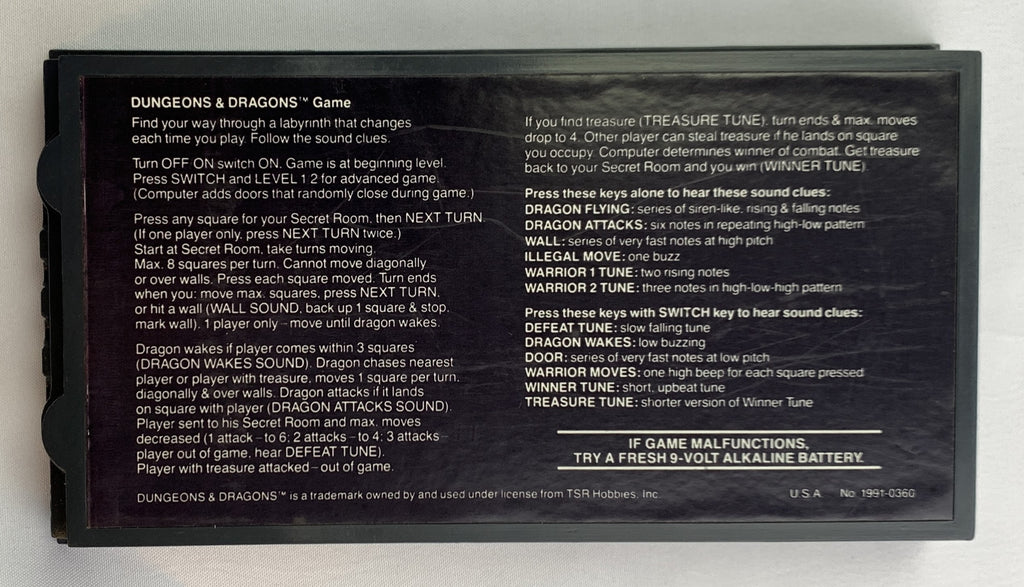 DUNGEONS & DRAGONS™ Game
Find your way through a labyrinth that changes
each time you play. Follow the sound clues.
Turn OFF ON switch ON. Game is at beginning level.
Press SWITCH and LEVEL 1 2 for advanced game.
(Computer adds doors that randomly close during game.)
Press any square for your Secret Room, then NEXT TURN.
(If one player only, press NEXT TURN twice.)
Start at Secret Room, take turns moving.
Max. 8 squares per turn. Cannot move diagonally
or over walls. Press each square moved. Turn ends
when you: move max. squares, press NEXT TURN,
or hit a wall (WALL SOUND, back up 1 square & stop,
mark wall). 1 player only – move until dragon wakes.
Dragon wakes if player comes within 3 squares
(DRAGON WAKES SOUND). Dragon chases nearest
player or player with treasure, moves 1 square per turn,
diagonally & over walls. Dragon attacks if it lands
on square with player (DRAGON ATTACKS SOUND).
Player sent to his Secret Room and max. moves
decreased (1 attack – to 6; 2 attacks – to 4; 3 attacks –
player out of game, hear DEFEAT TUNE).
Player with treasure attacked – out of game.
If you find treasure (TREASURE TUNE), turn ends & max. moves
drop to 4. Other player can steal treasure if he lands on square
you occupy. Computer determines winner of combat. Get treasure
back to your Secret Room and you win (WINNER TUNE).
Press these keys alone to hear these sound clues:
DRAGON FLYING: series of siren-like, rising & falling notes
DRAGON ATTACKS: six notes in repeating high-low pattern
WALL: series of very fast notes at high pitch
ILLEGAL MOVE: one buzz
WARRIOR 1 TUNE: two rising notes
WARRIOR 2 TUNE: three notes in high-low-high pattern
Press these keys with SWITCH key to hear sound clues:
DEFEAT TUNE: slow falling tune
DRAGON WAKES: low buzzing
DOOR: series of very fast notes at low pitch
WARRIOR MOVES: one high beep for each square pressed
WINNER TUNE: short, upbeat tune
TREASURE TUNE: shorter version of Winner Tune
IF GAME MALFUNCTIONS,
TRY A FRESH 9-VOLT ALKALINE BATTERY.
DUNGEONS & DRAGONS™ is a trademark owned by and used under license from TSR Hobbies, Inc.
U.S.A. No. 1991-0360